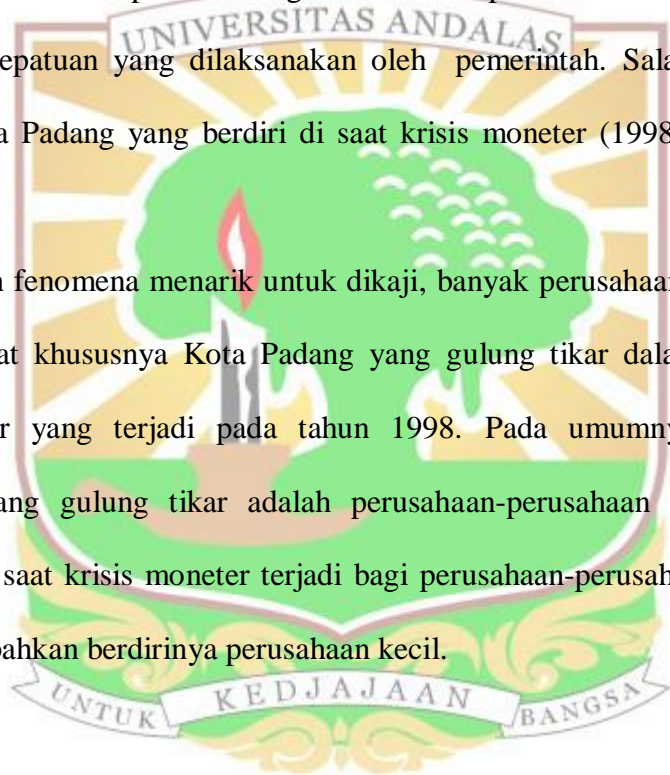 UNIVERSITAS ANDALAS
epatuan yang dilaksanakan oleh pemerintah. Sala
a Padang yang berdiri di saat krisis moneter (1998
fenomena menarik untuk dikaji, banyak perusahaan
at khususnya Kota Padang yang gulung tikar dala
r yang terjadi pada tahun 1998. Pada umumny
ang gulung tikar adalah perusahaan-perusahaan
saat krisis moneter terjadi bagi perusahaan-perusah
bahkan berdirinya perusahaan kecil.
UNTUK KEDJAJAAN BANGSA